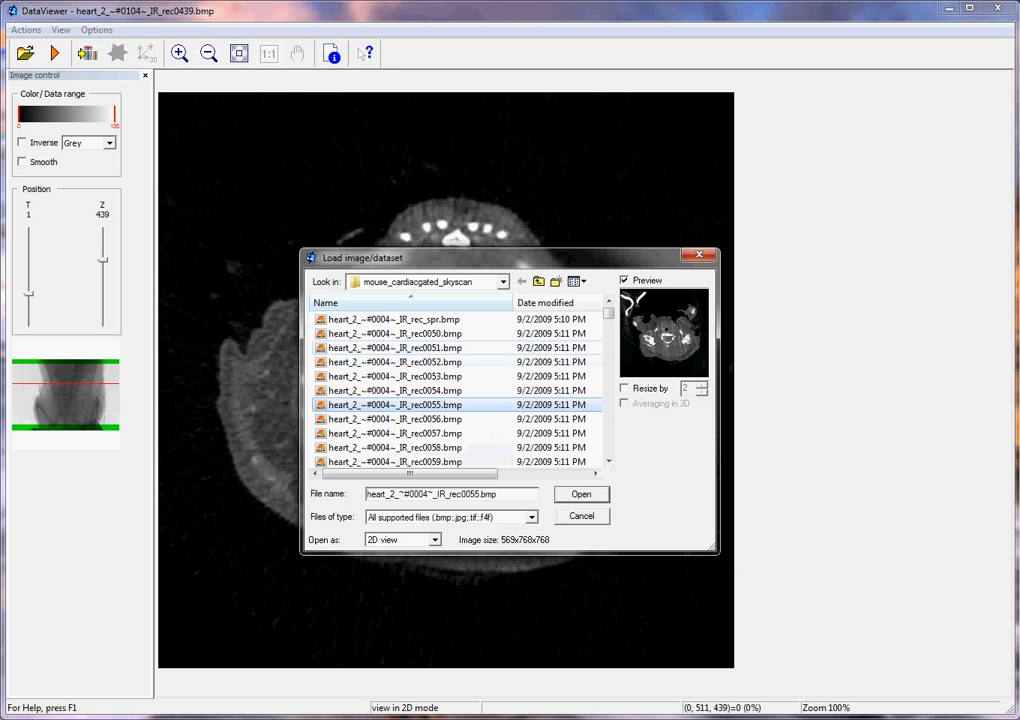 DataViewer - heart_2_~#0104~_IR_rec0439.bmp
Actions View Options
1:1
3D
Image control
Color/Data range
0 100
Inverse Grey
Smooth
Position
T Z
1 439
Load image/dataset
Look in: mouse_cardiacgated_skyscan
Preview
Name Date modified
heart_2_~#0004~_IR_rec_spr.bmp 9/2/2009 5:10 PM
heart_2_~#0004~_IR_rec0050.bmp 9/2/2009 5:11 PM
heart_2_~#0004~_IR_rec0051.bmp 9/2/2009 5:11 PM
heart_2_~#0004~_IR_rec0052.bmp 9/2/2009 5:11 PM
heart_2_~#0004~_IR_rec0053.bmp 9/2/2009 5:11 PM
heart_2_~#0004~_IR_rec0054.bmp 9/2/2009 5:11 PM
heart_2_~#0004~_IR_rec0055.bmp 9/2/2009 5:11 PM
heart_2_~#0004~_IR_rec0056.bmp 9/2/2009 5:11 PM
heart_2_~#0004~_IR_rec0057.bmp 9/2/2009 5:11 PM
heart_2_~#0004~_IR_rec0058.bmp 9/2/2009 5:11 PM
heart_2_~#0004~_IR_rec0059.bmp 9/2/2009 5:11 PM
Resize by 2
Averaging in 3D
File name: heart_2_~#0004~_IR_rec0055.bmp Open
Files of type: All supported files (.bmp;.jpg;.tif;.f4f) Cancel
Open as: 2D view Image size: 569x768x768
For Help, press F1 view in 2D mode (0, 511, 439)=0 (0%) Zoom 100%